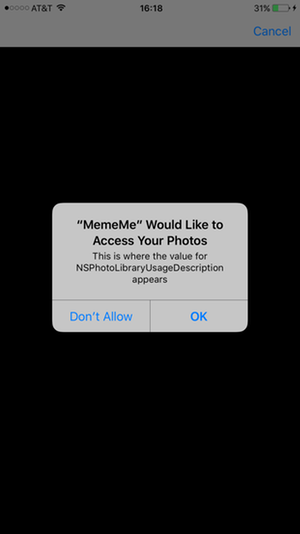 AT&T 16:18 31%
Cancel
“MemeMe” Would Like to
Access Your Photos
This is where the value for
NSPhotoLibraryUsageDescription
appears
Don’t Allow OK